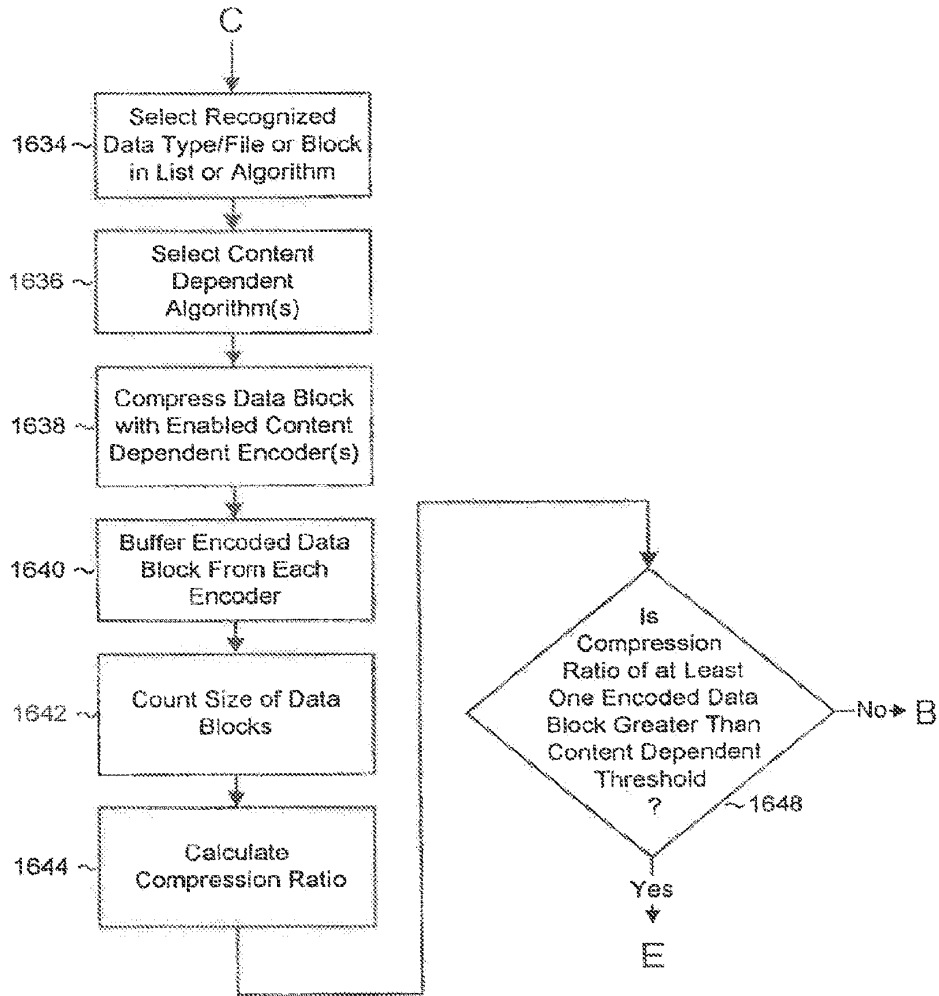 C
1634
Select Recognized
Data Type/File or Block
in List or Algorithm
1636
Select Content
Dependent
Algorithm(s)
1638
Compress Data Block
with Enabled Content
Dependent Encoder(s)
1640
Buffer Encoded Data
Block From Each
Encoder
1642
Count Size of Data
Blocks
1644
Calculate
Compression Ratio
Is
Compression
Ratio of at Least
One Encoded Data
Block Greater Than
Content Dependent
Threshold
?
1648
No
B
Yes
E